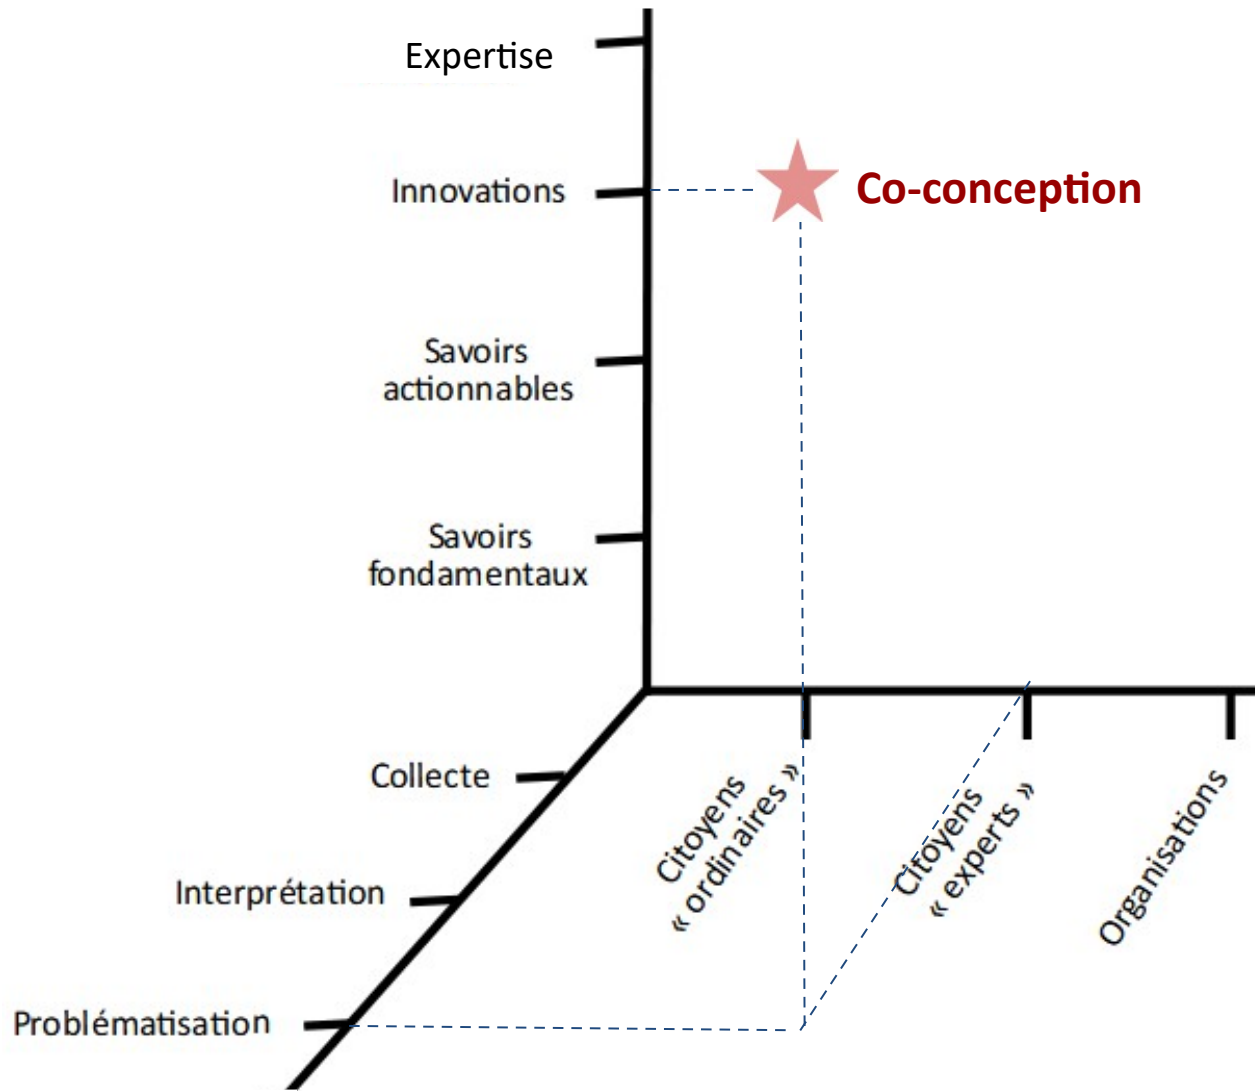 Expertise
Innovations
Co-conception
Savoirs
actionnables
Savoirs
fondamentaux
Collecte
Interprétation
Problématisation
Citoyens
« ordinaires »
Citoyens
« experts »
Organisations